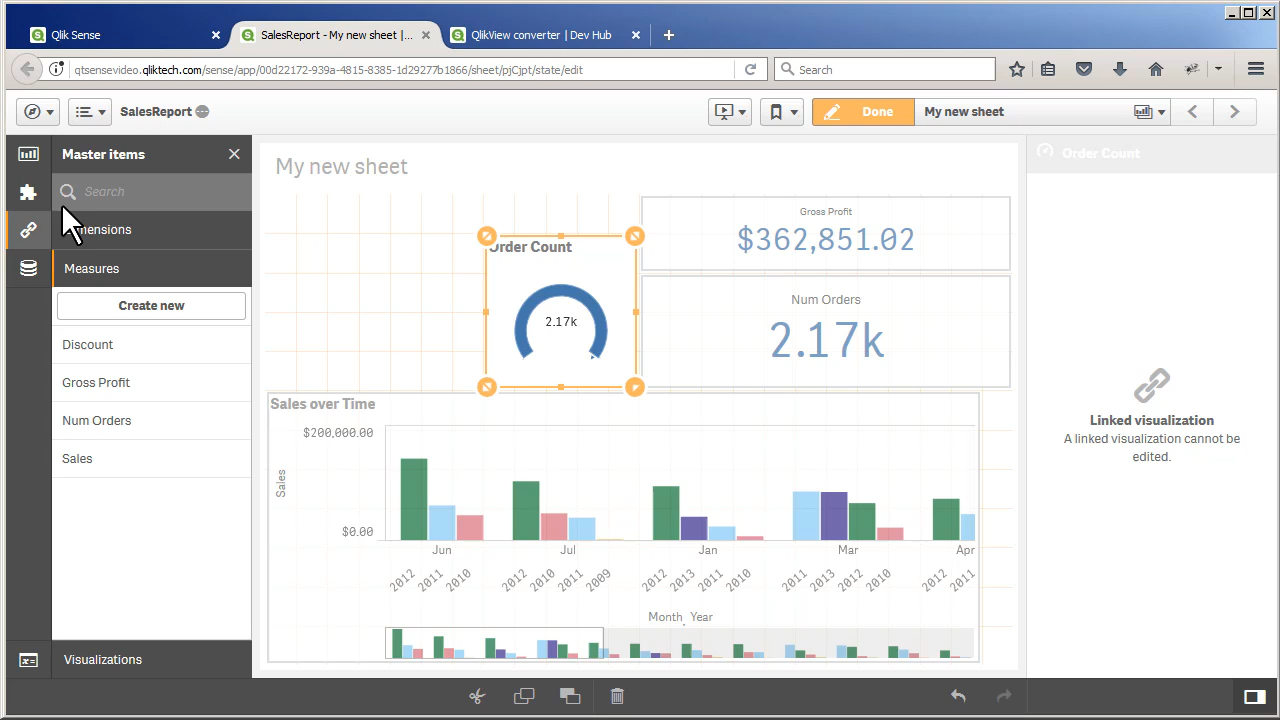 Qlik Sense
SalesReport - My new sheet |...
QlikView converter | Dev Hub
qtsensevideo.qliktech.com/sense/app/00d22172-939a-4815-8385-1d29277b1866/sheet/pjCjpt/state/edit
Search
SalesReport
Done
My new sheet
Master items
Search
Dimensions
Measures
Create new
Discount
Gross Profit
Num Orders
Sales
Visualizations
My new sheet
Order Count
2.17k
Gross Profit
$362,851.02
Num Orders
2.17k
Sales over Time
$200,000.00
$0.00
Sales
Jun
Jul
Jan
Mar
Apr
2012 2011 2010 2012 2010 2011 2009 2012 2013 2011 2010 2011 2013 2012 2010 2012 2011
Month, Year
Order Count
Linked visualization
A linked visualization cannot be
edited.